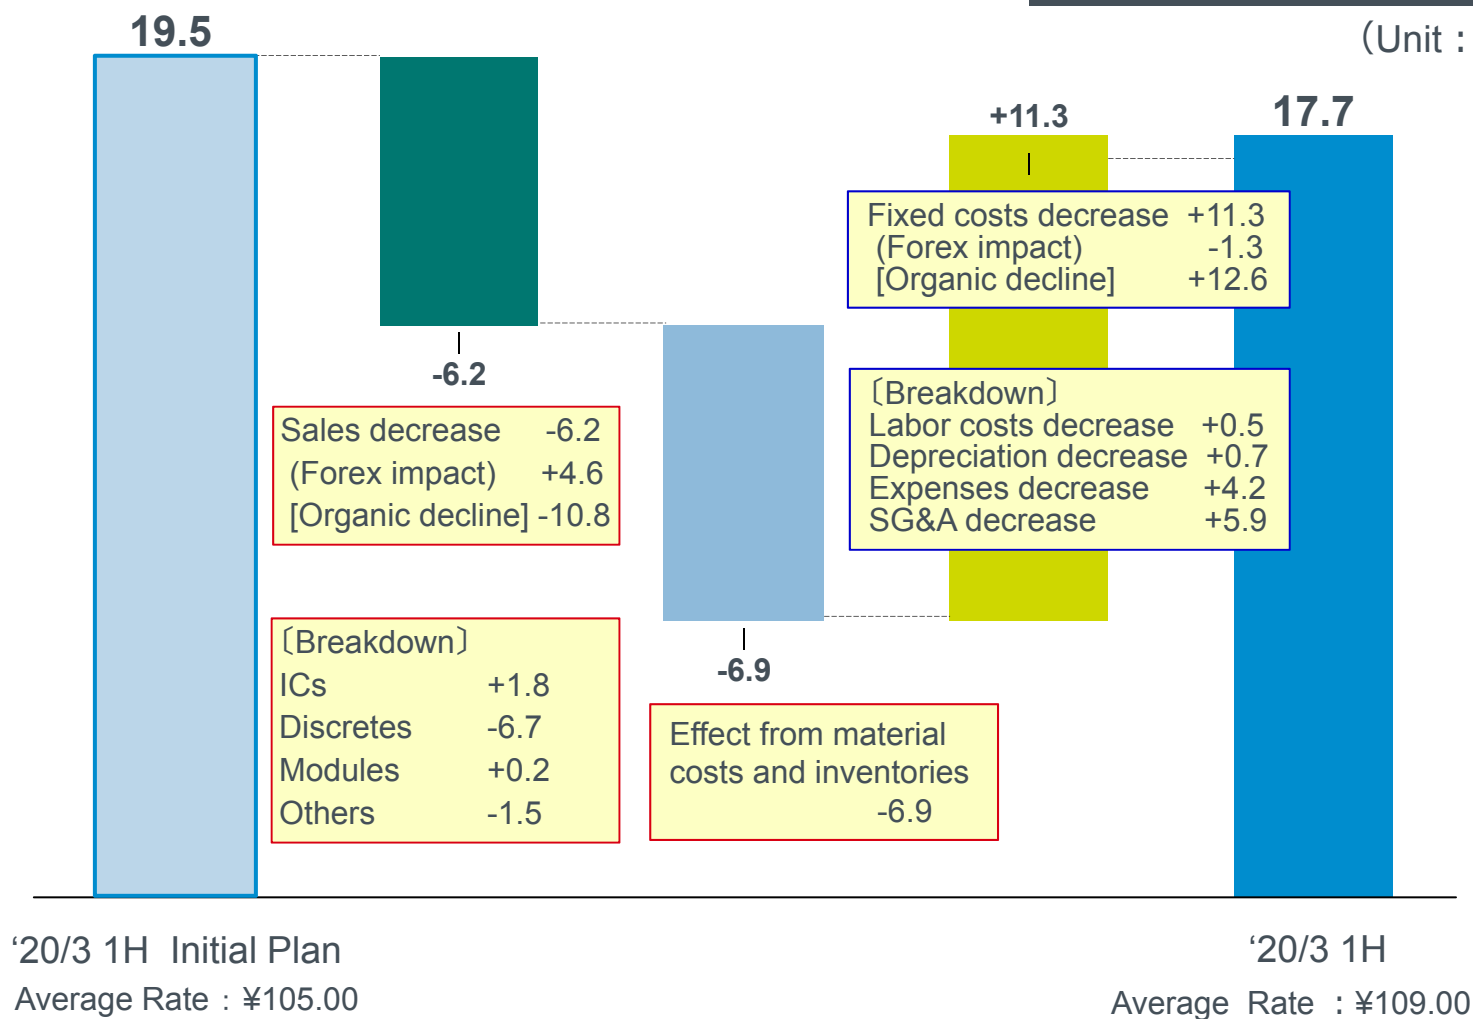 19.5
(Unit :
+11.3
17.7
Fixed costs decrease +11.3
(Forex impact) -1.3
[Organic decline] +12.6
-6.2
〔Breakdown〕
Labor costs decrease +0.5
Depreciation decrease +0.7
Expenses decrease +4.2
SG&A decrease +5.9
Sales decrease -6.2
(Forex impact) +4.6
[Organic decline] -10.8
〔Breakdown〕
ICs +1.8
Discretes -6.7
Modules +0.2
Others -1.5
-6.9
Effect from material
costs and inventories
-6.9
‘20/3 1H Initial Plan
Average Rate : ¥105.00
‘20/3 1H
Average Rate : ¥109.00